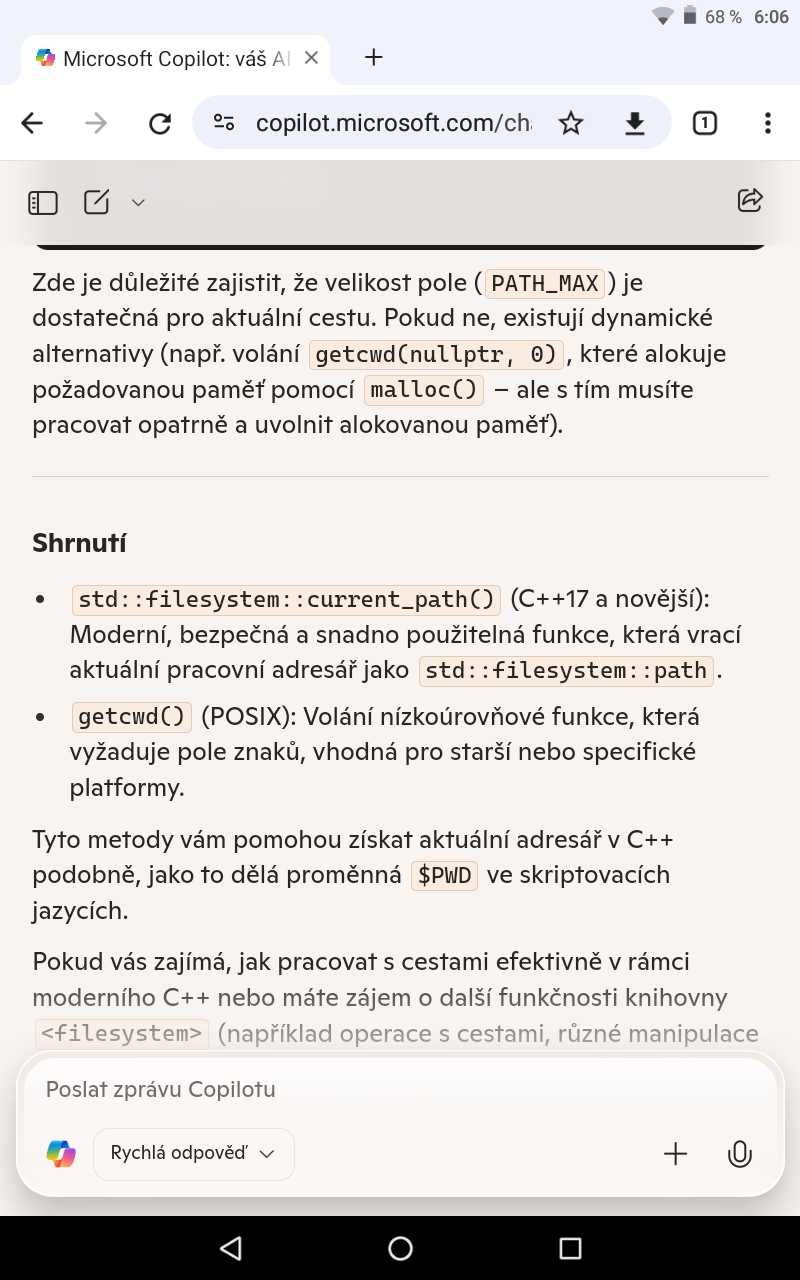 68 % 6:06
Microsoft Copilot: váš AI
copilot.microsoft.com/ch
1
Zde je důležité zajistit, že velikost pole (PATH_MAX) je
dostatečná pro aktuální cestu. Pokud ne, existují dynamické
alternativy (např. volání getcwd(nullptr, 0), které alokuje
požadovanou paměť pomocí malloc() – ale s tím musíte
pracovat opatrně a uvolnit alokovanou paměť).
Shrnutí
• std::filesystem::current_path() (C++17 a novější):
Moderní, bezpečná a snadno použitelná funkce, která vrací
aktuální pracovní adresář jako std::filesystem::path.
• getcwd() (POSIX): Volání nízkoúrovňové funkce, která
vyžaduje pole znaků, vhodná pro starší nebo specifické
platformy.
Tyto metody vám pomohou získat aktuální adresář v C++
podobně, jako to dělá proměnná $PWD ve skriptovacích
jazycích.
Pokud vás zajímá, jak pracovat s cestami efektivně v rámci
moderního C++ nebo máte zájem o další funkčnosti knihovny
<filesystem> (například operace s cestami, různé manipulace
Poslat zprávu Copilotu
Rychlá odpověď